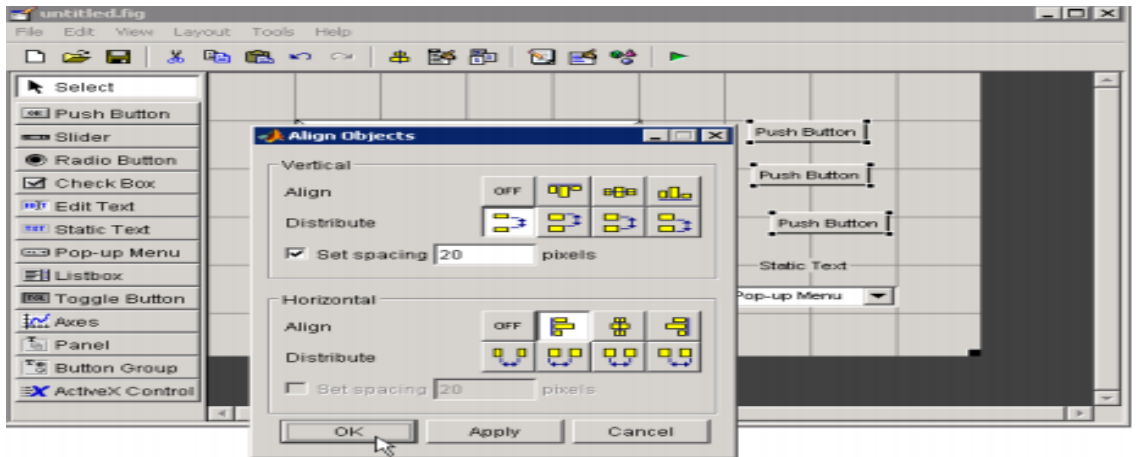 untitled.fig
File Edit View Layout Tools Help
Select
Push Button
Slider
Radio Button
Check Box
Edit Text
Static Text
Pop-up Menu
Listbox
Toggle Button
Axes
Panel
Button Group
ActiveX Control
Align Objects
Vertical
Align OFF
Distribute
Set spacing 20 pixels
Horizontal
Align OFF
Distribute
Set spacing 20 pixels
OK Apply Cancel
Push Button
Push Button
Push Button
Static Text
Pop-up Menu